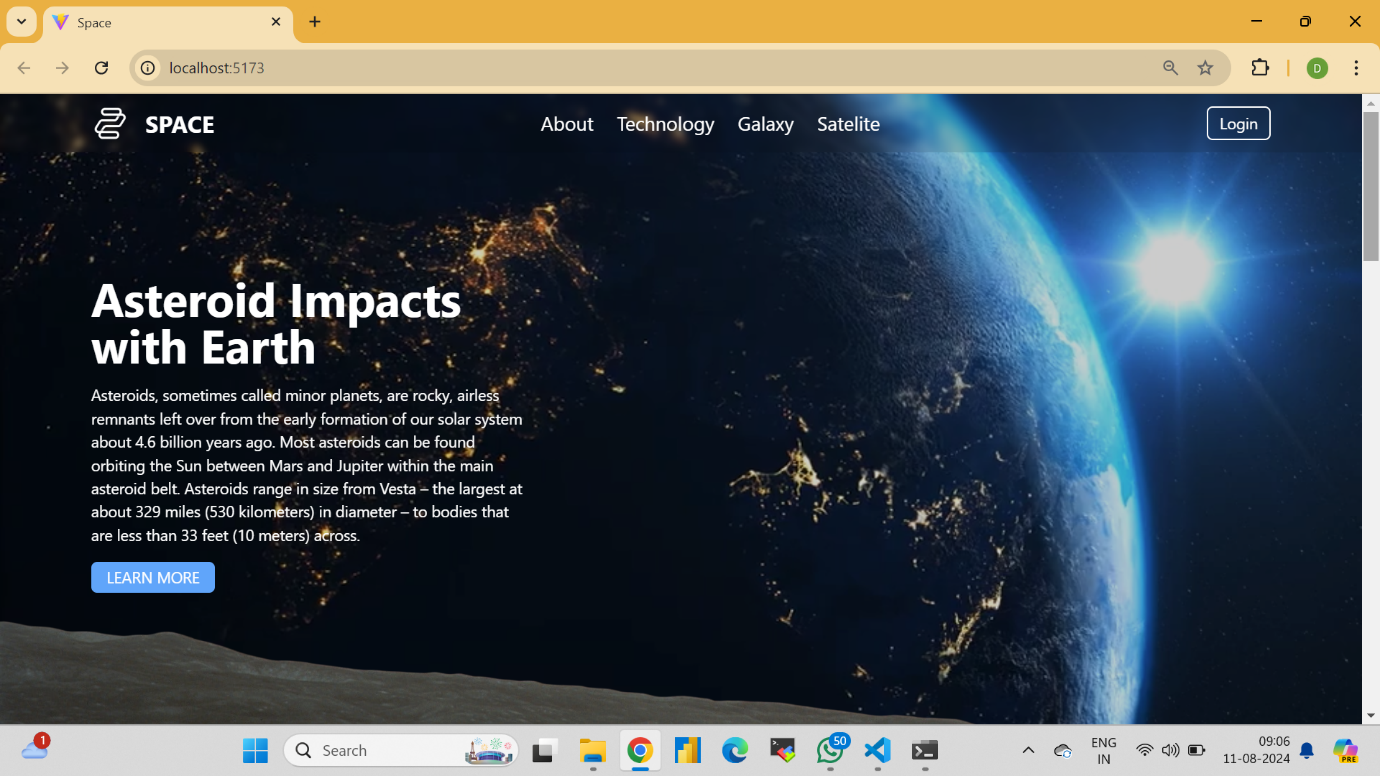 Space
localhost:5173
D
SPACE
About Technology Galaxy Satelite
Login
Asteroid Impacts
with Earth
Asteroids, sometimes called minor planets, are rocky, airless
remnants left over from the early formation of our solar system
about 4.6 billion years ago. Most asteroids can be found
orbiting the Sun between Mars and Jupiter within the main
asteroid belt. Asteroids range in size from Vesta – the largest at
about 329 miles (530 kilometers) in diameter – to bodies that
are less than 33 feet (10 meters) across.
LEARN MORE
1
Search
50
ENG
IN
09:06
11-08-2024
PRE